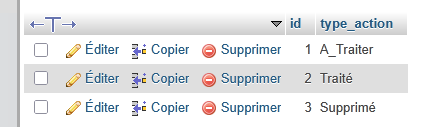 id type_action
Éditer Copier Supprimer 1 A_Traiter
Éditer Copier Supprimer 2 Traité
Éditer Copier Supprimer 3 Supprimé